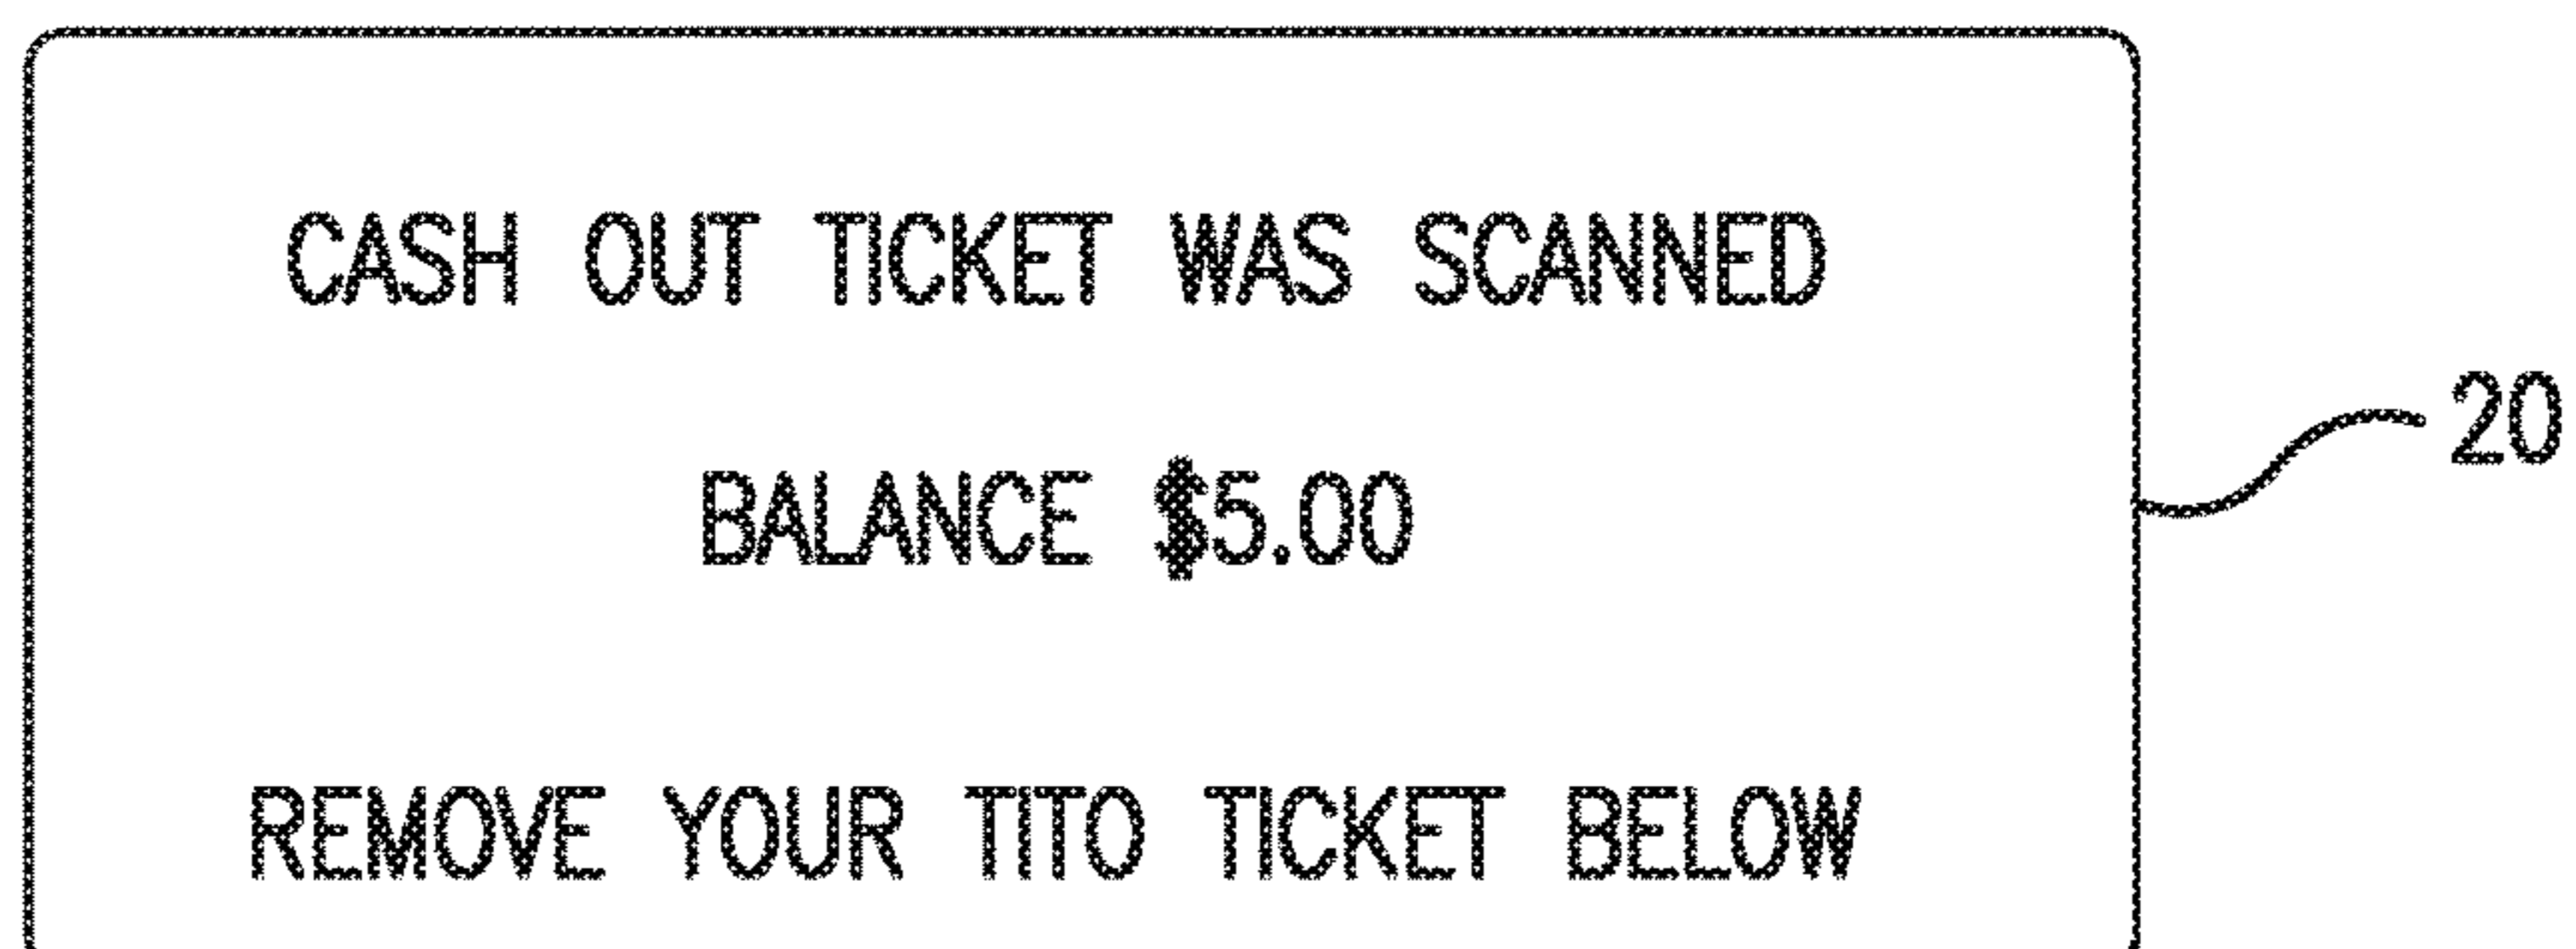 CASH OUT TICKET WAS SCANNED
20
BALANCE $5.00
REMOVE YOUR TITO TICKET BELOW